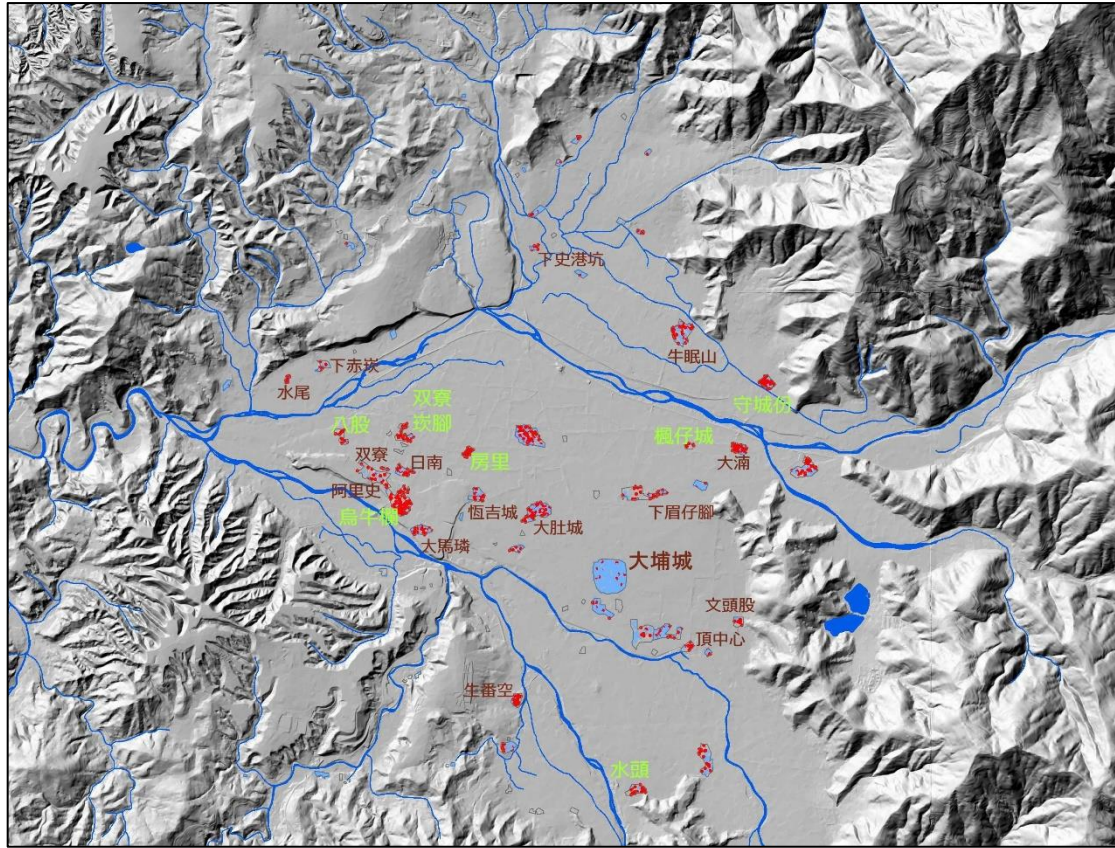 下史港坑
牛眠山
下赤崁
水尾
守城份
双寮
崁腳
八股
楓仔城
大湳
房里
双寮
日南
阿里史
烏牛欄
恆吉城
大肚城
下眉仔腳
大馬璘
大埔城
文頭股
頂中心
生番空
水頭